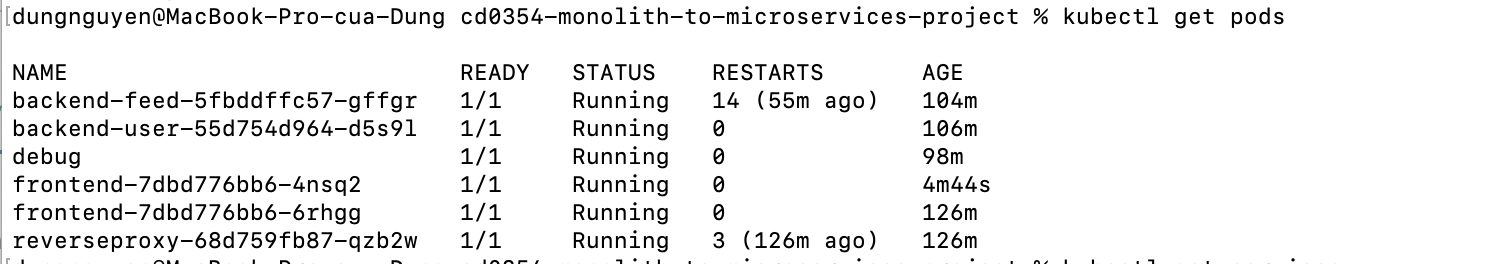 [dungnguyen@MacBook-Pro-cua-Dung cd0354-monolith-to-microservices-project % kubectl get pods
NAME READY STATUS RESTARTS AGE
backend-feed-5fbddffc57-gffgr 1/1 Running 14 (55m ago) 104m
backend-user-55d754d964-d5s9l 1/1 Running 0 106m
debug 1/1 Running 0 98m
frontend-7dbd776bb6-4nsq2 1/1 Running 0 4m44s
frontend-7dbd776bb6-6rhgg 1/1 Running 0 126m
reverseproxy-68d759fb87-qzb2w 1/1 Running 3 (126m ago) 126m